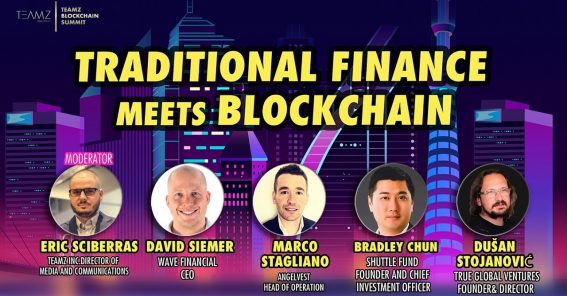 TEAMZ
TEAMZ
BLOCKCHAIN
SUMMIT
TRADITIONAL FINANCE
MEETS BLOCKCHAIN
MODERATOR
ERIC SCIBERRAS
TEAMZ INC.DIRECTOR OF
MEDIA AND COMMUNICATIONS
DAVID SIEMER
WAVE FINANCIAL
CEO
MARCO
STAGLIANO
ANGELVEST
HEAD OF OPERATION
BRADLEY CHUN
SHUTTLE FUND
FOUNDER AND CHIEF
INVESTMENT OFFICER
DUŠAN
STOJANOVIĆ
TRUE GLOBAL VENTURES
FOUNDER& DIRECTOR